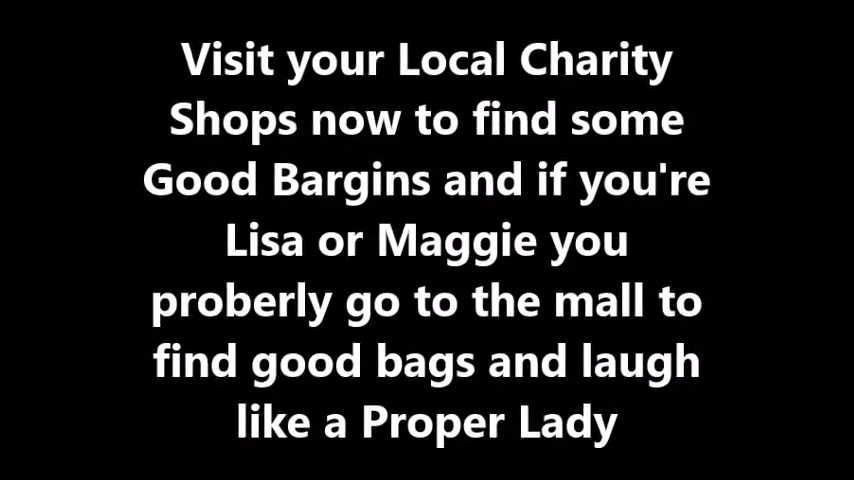 Visit your Local Charity
Shops now to find some
Good Bargins and if you're
Lisa or Maggie you
proberly go to the mall to
find good bags and laugh
like a Proper Lady